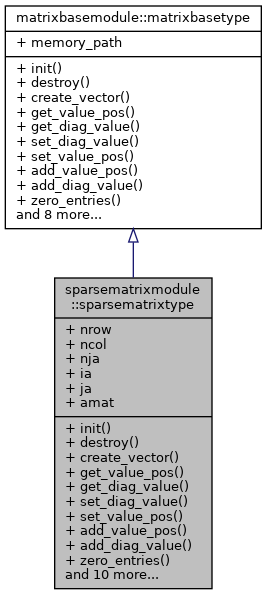 matrixbasemodule::matrixbasetype
+ memory_path
+ init()
+ destroy()
+ create_vector()
+ get_value_pos()
+ get_diag_value()
+ set_diag_value()
+ set_value_pos()
+ add_value_pos()
+ add_diag_value()
+ zero_entries()
and 8 more...
sparsematrixmodule
::sparsematrixtype
+ nrow
+ ncol
+ nja
+ ia
+ ja
+ amat
+ init()
+ destroy()
+ create_vector()
+ get_value_pos()
+ get_diag_value()
+ set_diag_value()
+ set_value_pos()
+ add_value_pos()
+ add_diag_value()
+ zero_entries()
and 10 more...